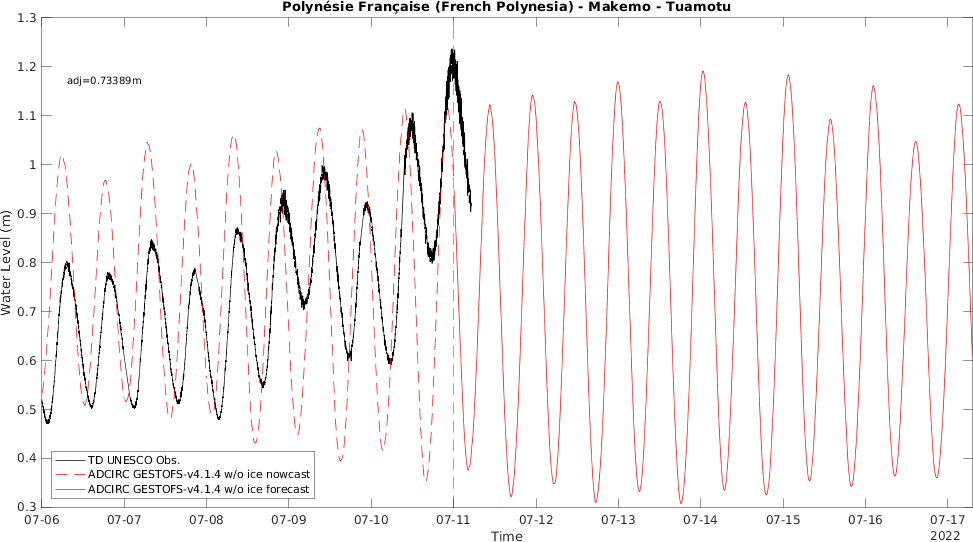 Polynésie Française (French Polynesia) - Makemo - Tuamotu
1.3
1.2
1.1
1
0.9
0.8
0.7
0.6
0.5
0.4
0.3
Water Level (m)
adj=0.73389m
TD UNESCO Obs.
ADCIRC GESTOFS-v4.1.4 w/o ice nowcast
ADCIRC GESTOFS-v4.1.4 w/o ice forecast
07-06 07-07 07-08 07-09 07-10 07-11 07-12 07-13 07-14 07-15 07-16 07-17
2022
Time